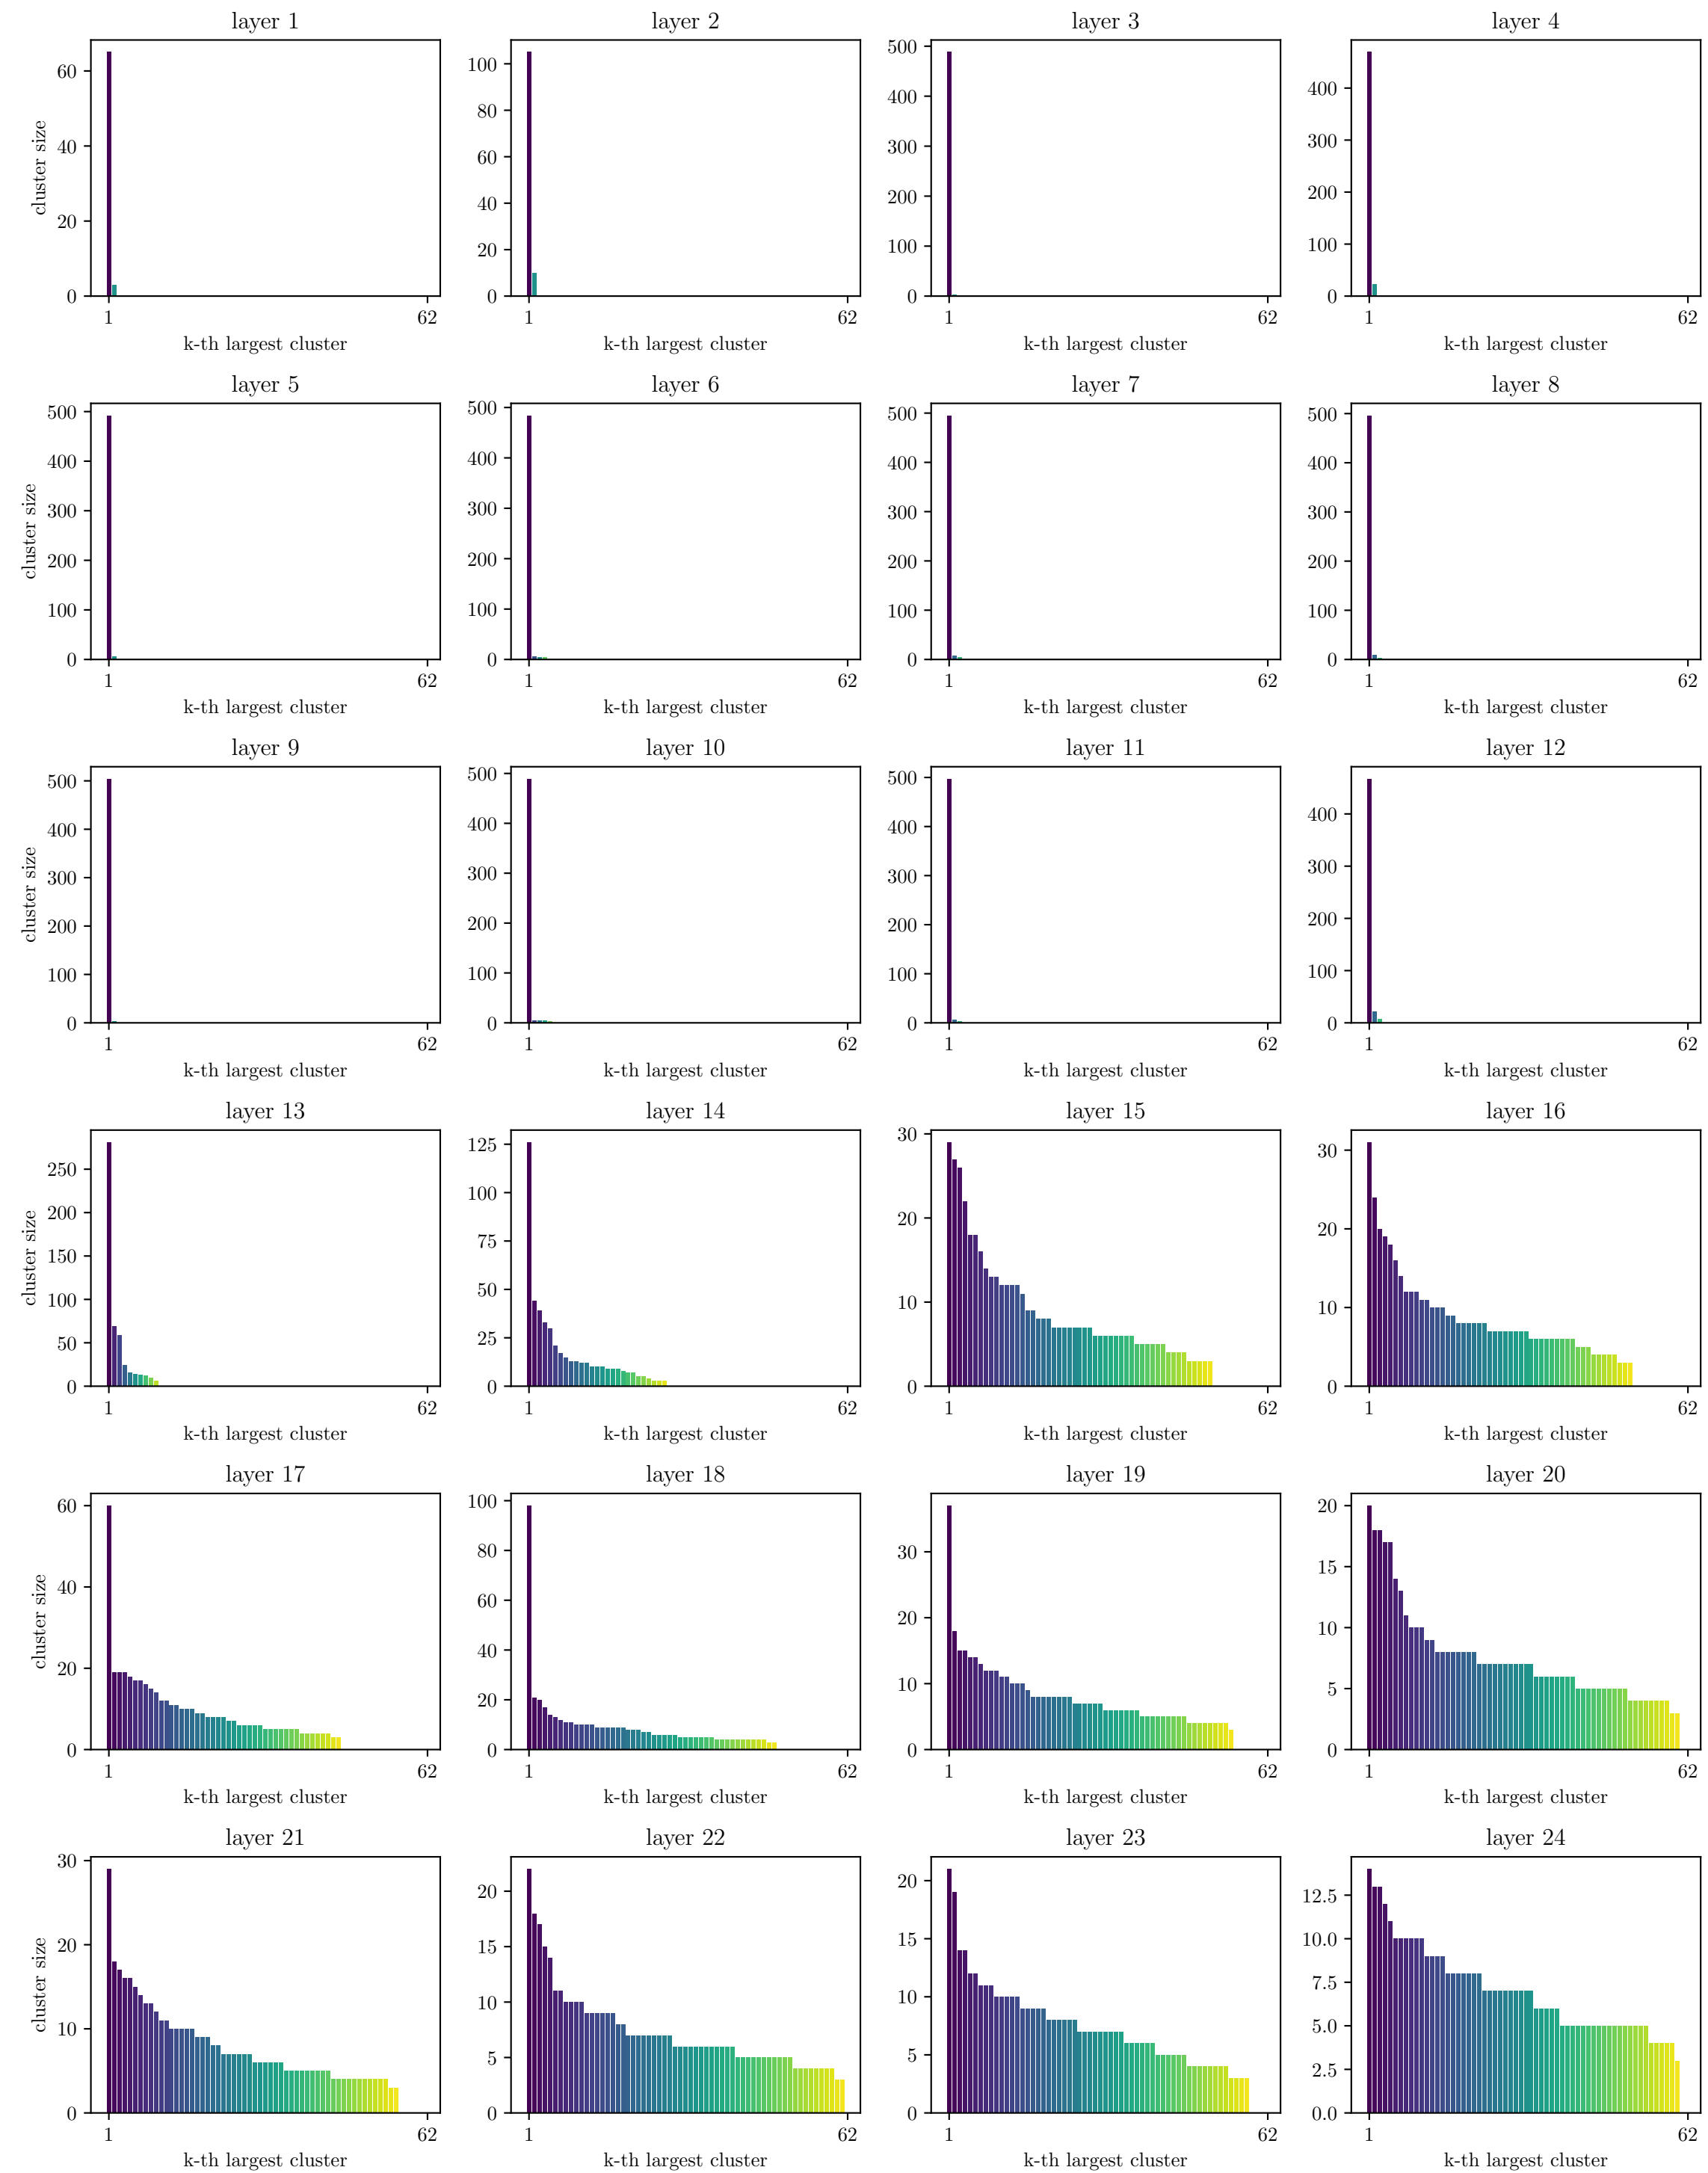 layer 1
60
40
20
0
cluster size
1 62
k-th largest cluster
layer 2
100
80
60
40
20
0
1 62
k-th largest cluster
layer 3
500
400
300
200
100
0
1 62
k-th largest cluster
layer 4
400
300
200
100
0
1 62
k-th largest cluster
layer 5
500
400
300
200
100
0
cluster size
1 62
k-th largest cluster
layer 6
500
400
300
200
100
0
1 62
k-th largest cluster
layer 7
500
400
300
200
100
0
1 62
k-th largest cluster
layer 8
500
400
300
200
100
0
1 62
k-th largest cluster
layer 9
500
400
300
200
100
0
cluster size
1 62
k-th largest cluster
layer 10
500
400
300
200
100
0
1 62
k-th largest cluster
layer 11
500
400
300
200
100
0
1 62
k-th largest cluster
layer 12
400
300
200
100
0
1 62
k-th largest cluster
layer 13
250
200
150
100
50
0
cluster size
1 62
k-th largest cluster
layer 14
125
100
75
50
25
0
1 62
k-th largest cluster
layer 15
30
20
10
0
1 62
k-th largest cluster
layer 16
30
20
10
0
1 62
k-th largest cluster
layer 17
60
40
20
0
cluster size
1 62
k-th largest cluster
layer 18
100
80
60
40
20
0
1 62
k-th largest cluster
layer 19
30
20
10
0
1 62
k-th largest cluster
layer 20
20
15
10
5
0
1 62
k-th largest cluster
layer 21
30
20
10
0
cluster size
1 62
k-th largest cluster
layer 22
20
15
10
5
0
1 62
k-th largest cluster
layer 23
20
15
10
5
0
1 62
k-th largest cluster
layer 24
12.5
10.0
7.5
5.0
2.5
0.0
1 62
k-th largest cluster